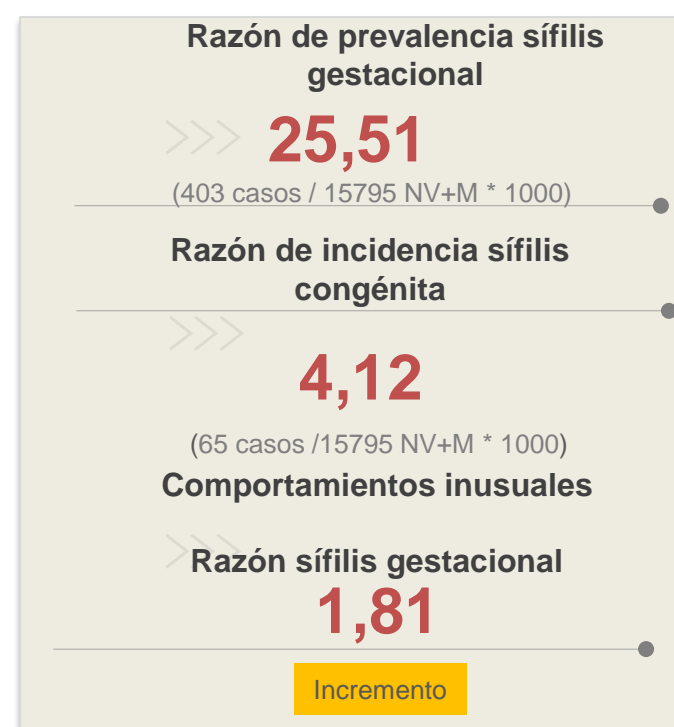 Razón de prevalencia sífilis
gestacional
25,51
(403 casos / 15795 NV+M * 1000)
Razón de incidencia sífilis
congénita
4,12
(65 casos /15795 NV+M * 1000)
Comportamientos inusuales
Razón sífilis gestacional
1,81
Incremento